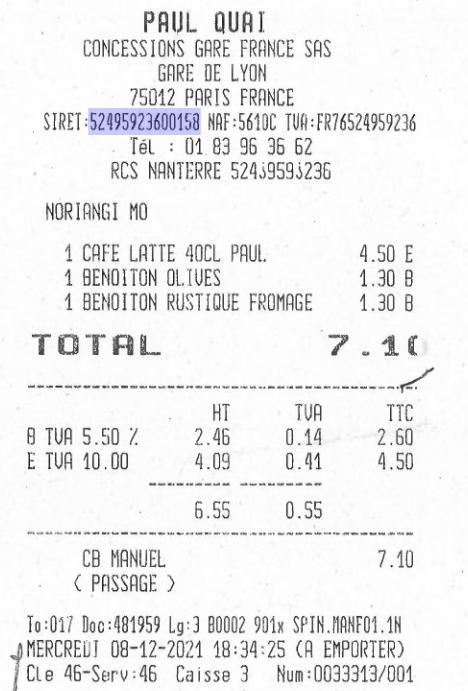 PAUL QUAI
CONCESSIONS GARE FRANCE SAS
GARE DE LYON
75012 PARIS FRANCE
SIRET:52495923600158 NAF:5610C TVA:FR76524959236
Tél : 01 83 96 36 62
RCS NANTERRE
NORIANGI MO
1 CAFE LATTE 40CL PAUL 4.50 E
1 BENOITON OLIVES 1.30 B
1 BENOITON RUSTIQUE FROMAGE 1.30 B
TOTAL 7.10
HT TVA TTC
B TVA 5.50 % 2.46 0.14 2.60
E TVA 10.00 4.09 0.41 4.50
6.55 0.55
CB MANUEL 7.10
( PASSAGE )
To:017 Doc:481959 Lg:3 B0002 901x SPIN.MANF01.1N
MERCREDI 08-12-2021 18:34:25 (A EMPORTER)
Cle 46-Serv:46 Caisse 3 Num:0033313/001